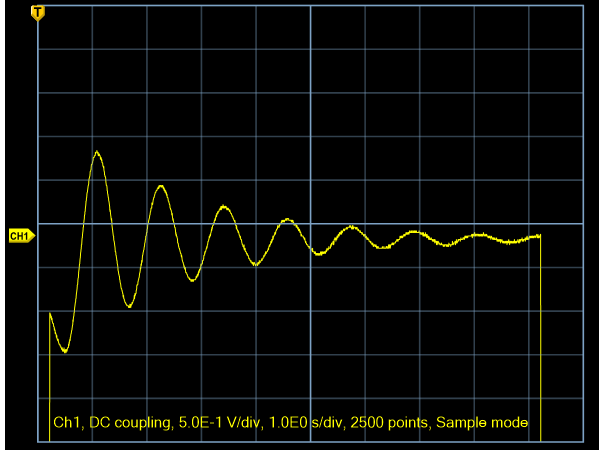 T
CH1
Ch1, DC coupling, 5.0E-1 V/div, 1.0E0 s/div, 2500 points, Sample mode